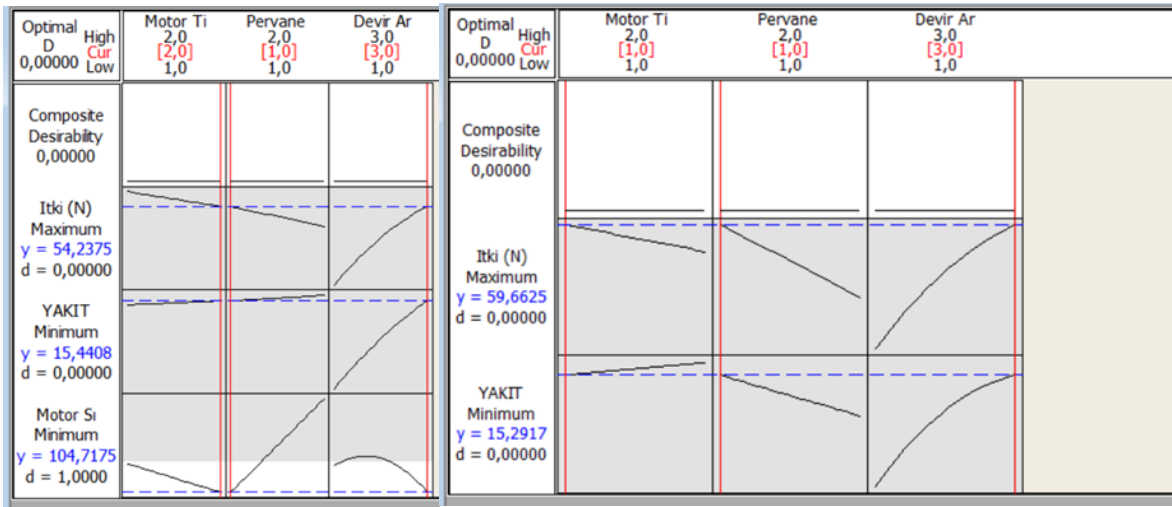 Optimal High
D Cur
0,00000 Low
Motor Ti
2,0
[2,0]
1,0
Pervane
2,0
[1,0]
1,0
Devir Ar
3,0
[3,0]
1,0
Composite
Desirability
0,00000
Itki (N)
Maximum
y = 54,2375
d = 0,00000
YAKIT
Minimum
y = 15,4408
d = 0,00000
Motor Sı
Minimum
y = 104,7175
d = 1,0000
Optimal High
D Cur
0,00000 Low
Motor Ti
2,0
[1,0]
1,0
Pervane
2,0
[1,0]
1,0
Devir Ar
3,0
[3,0]
1,0
Composite
Desirability
0,00000
Itki (N)
Maximum
y = 59,6625
d = 0,00000
YAKIT
Minimum
y = 15,2917
d = 0,00000